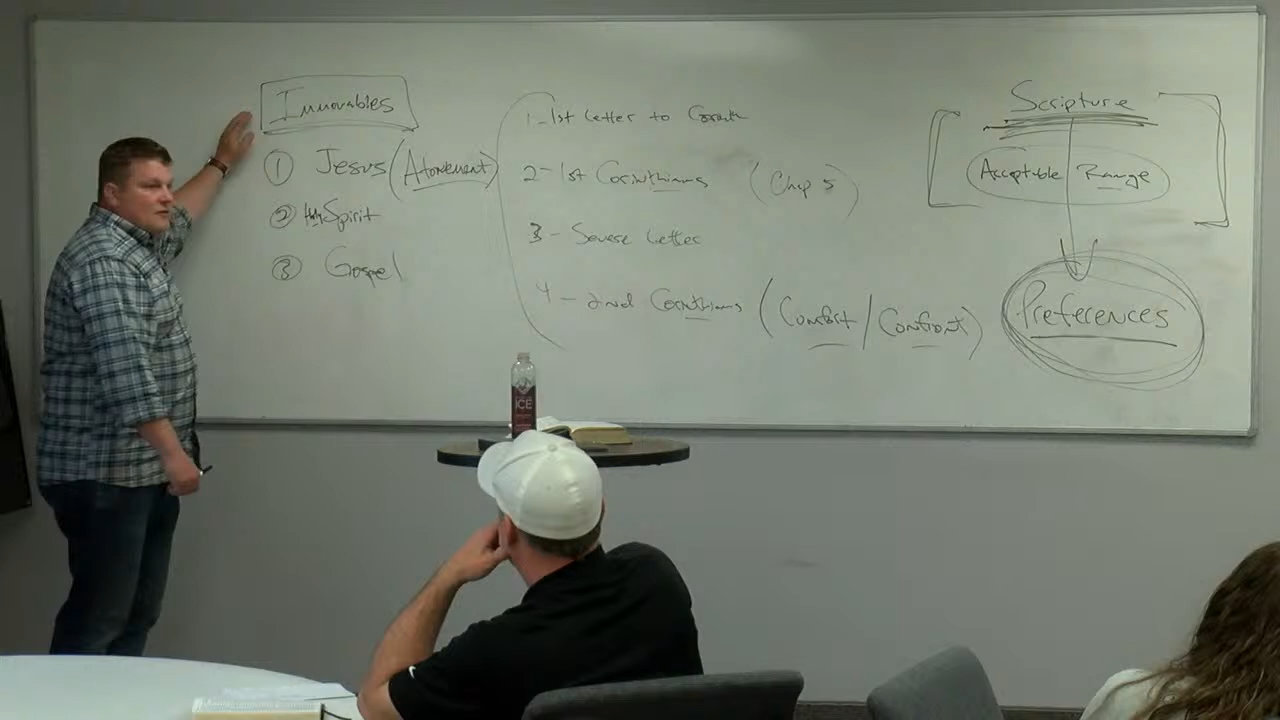 Immovables
① Jesus (Atonement)
② Holy Spirit
③ Gospel
1 - 1st Letter to Corinth
2 - 1st Corinthians (Chap 5)
3 - Severe Letter
4 - 2nd Corinthians (Comfort / Confront)
Scripture
Acceptable Range
Preferences
ICE